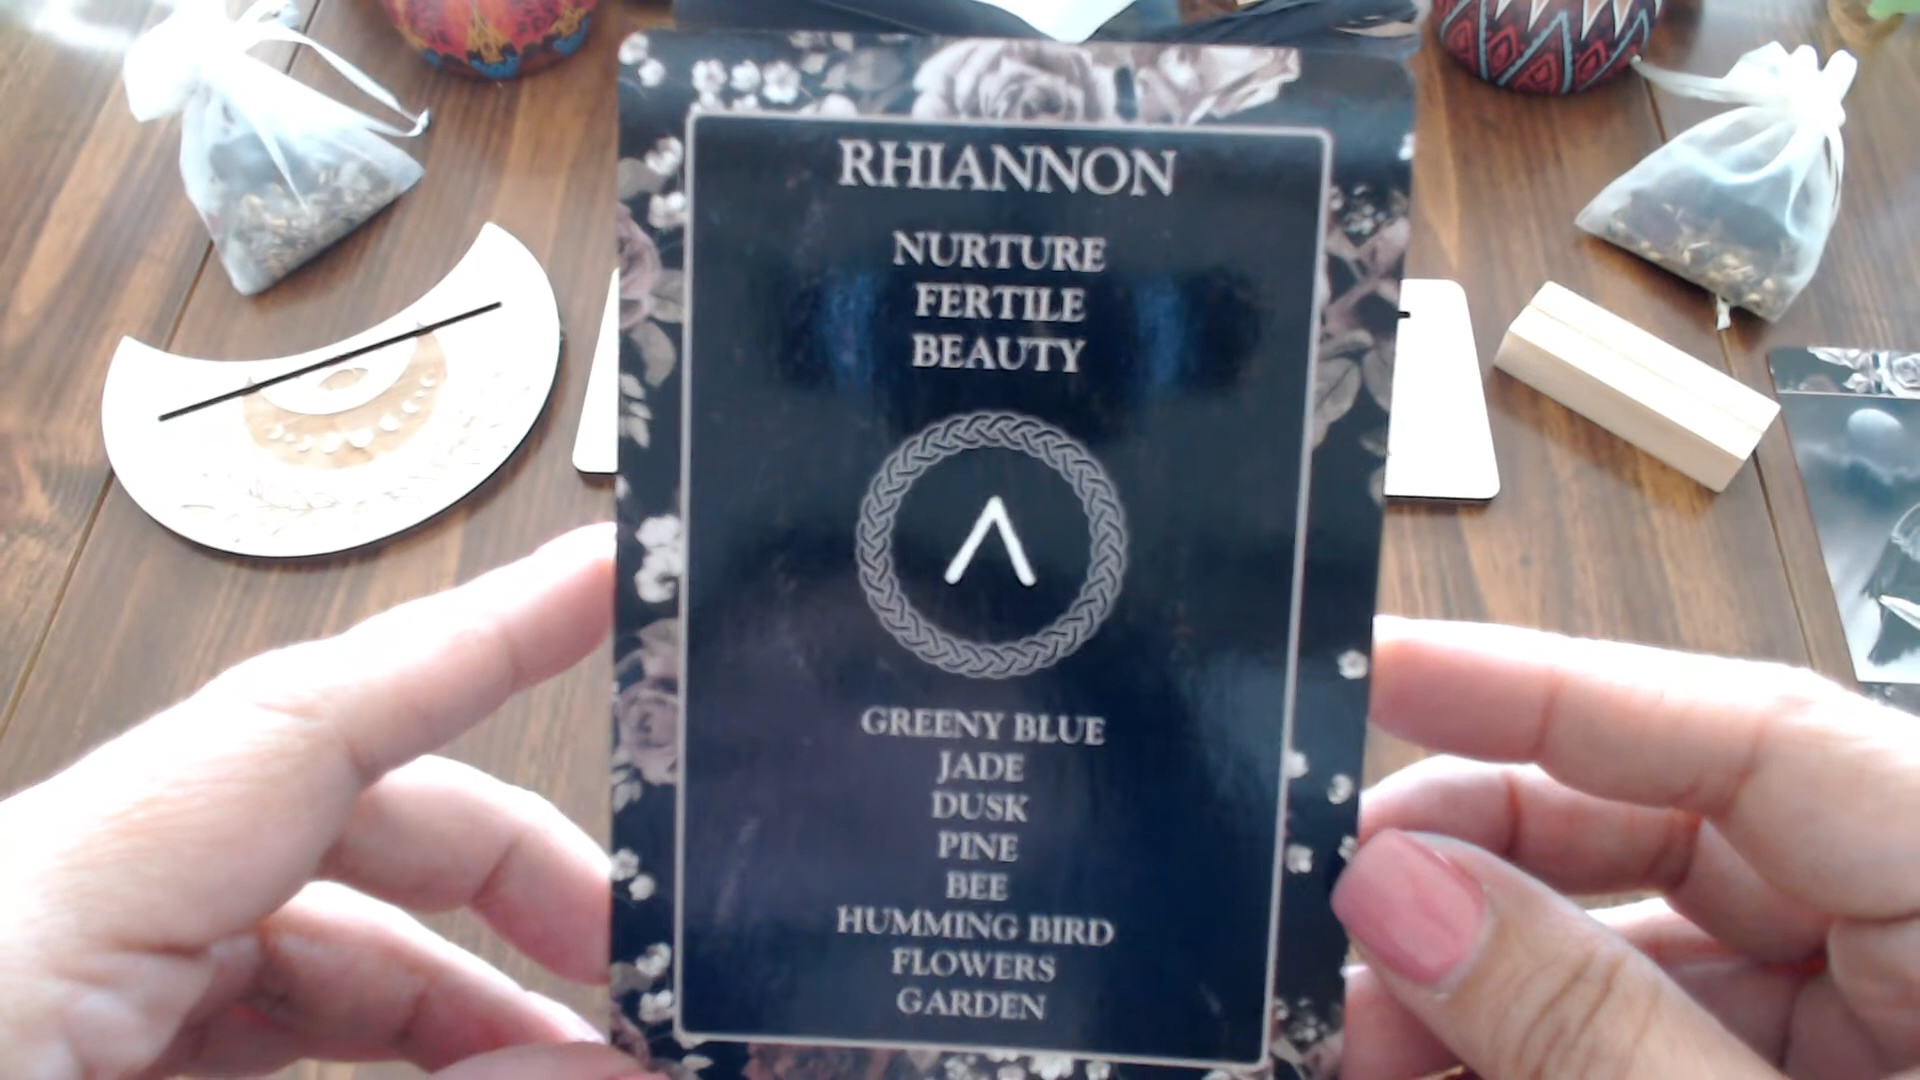 RHIANNON
NURTURE
FERTILE
BEAUTY
GREENY BLUE
JADE
DUSK
PINE
BEE
HUMMING BIRD
FLOWERS
GARDEN